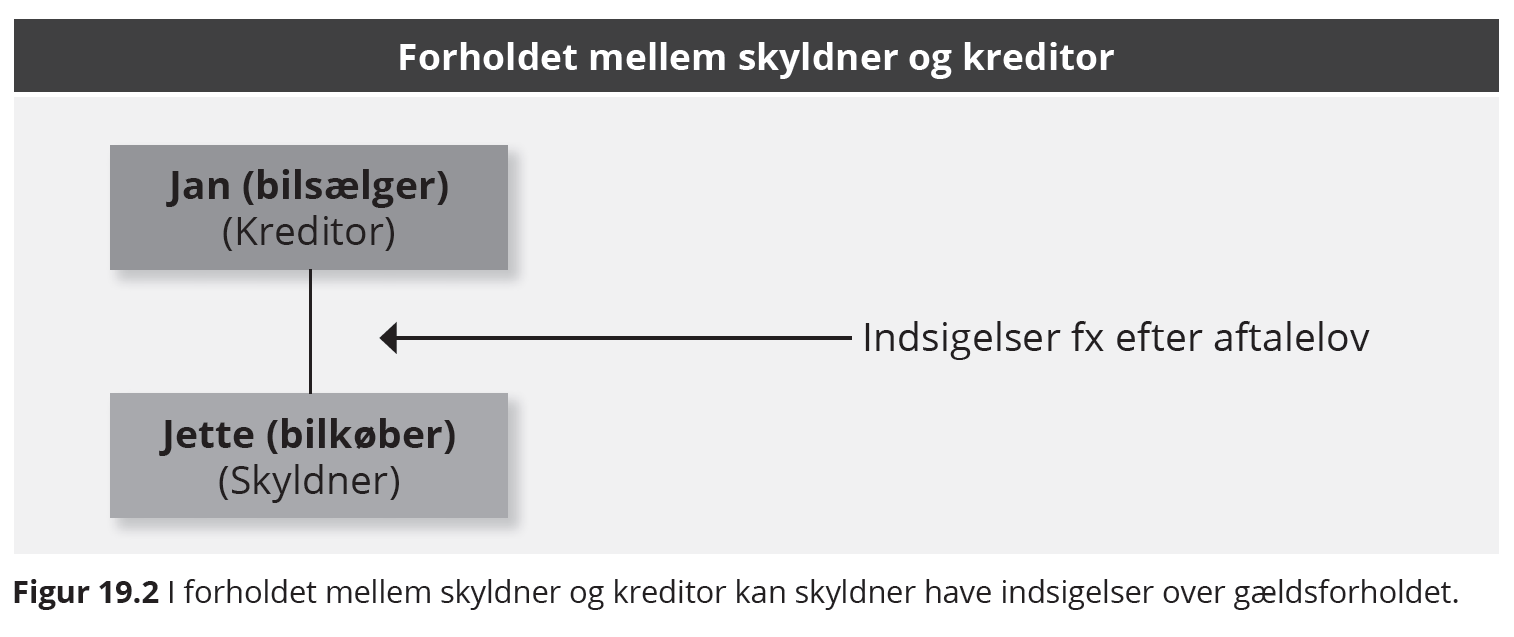 Forholdet mellem skyldner og kreditor
Jan (bilsælger)
(Kreditor)
Indsigelser fx efter aftalelov
Jette (bilkøber)
(Skyldner)
Figur 19.2 I forholdet mellem skyldner og kreditor kan skyldner have indsigelser over gældsforholdet.